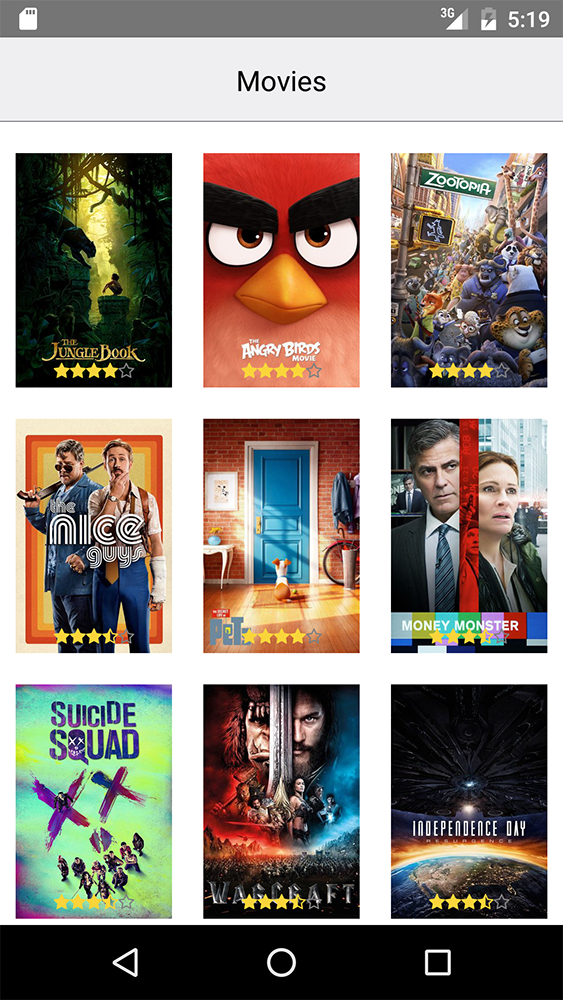 3G 5:19
Movies
THE
JUNGLE BOOK
THE
ANGRY BIRDS
MOVIE
ZOOTOPIA
the
nice
guys
THE SECRET LIFE OF
PETS
MONEY MONSTER
SUICIDE
SQUAD
WARCRAFT
INDEPENDENCE DAY
RESURGENCE